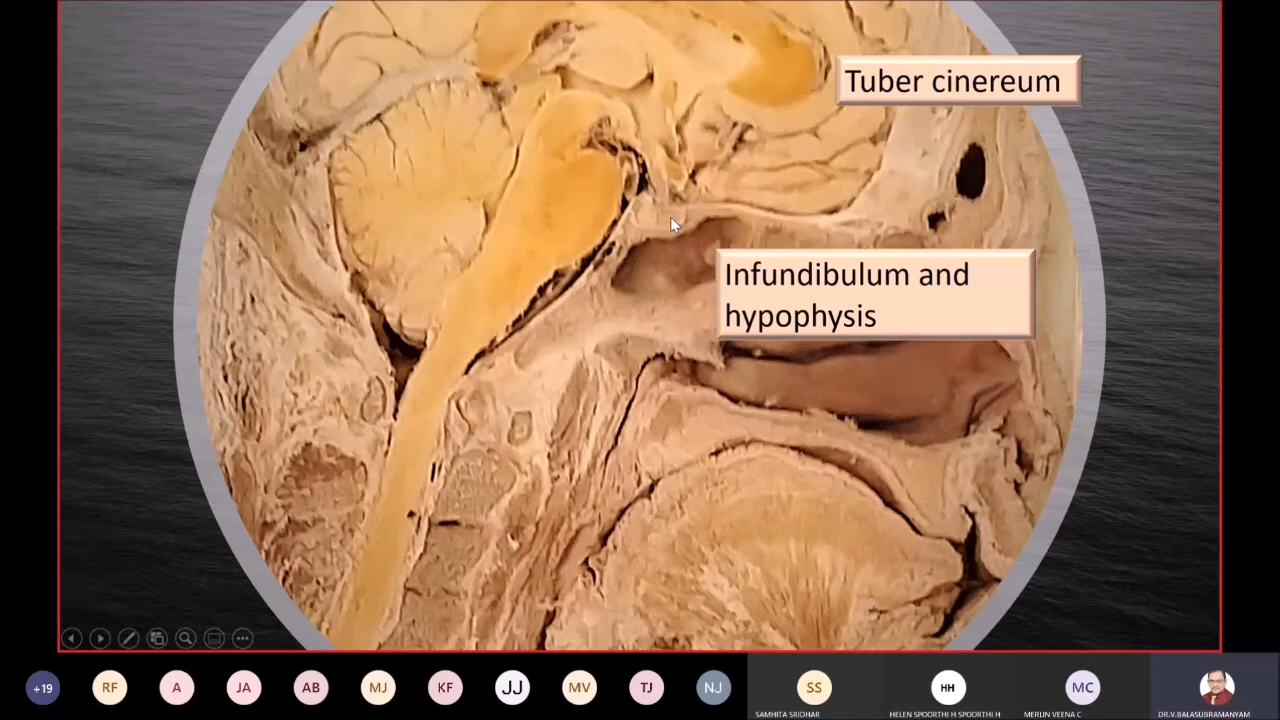 Tuber cinereum
Infundibulum and
hypophysis
+19
RF
A
JA
AB
MJ
KF
JJ
MV
TJ
NJ
SS
HH
MC
SAMHITA SRIDHAR
HELEN SPOORTHI H SPOORTHI H
MERLIN VEENA C
DR.V.BALASUBRAMANYAM